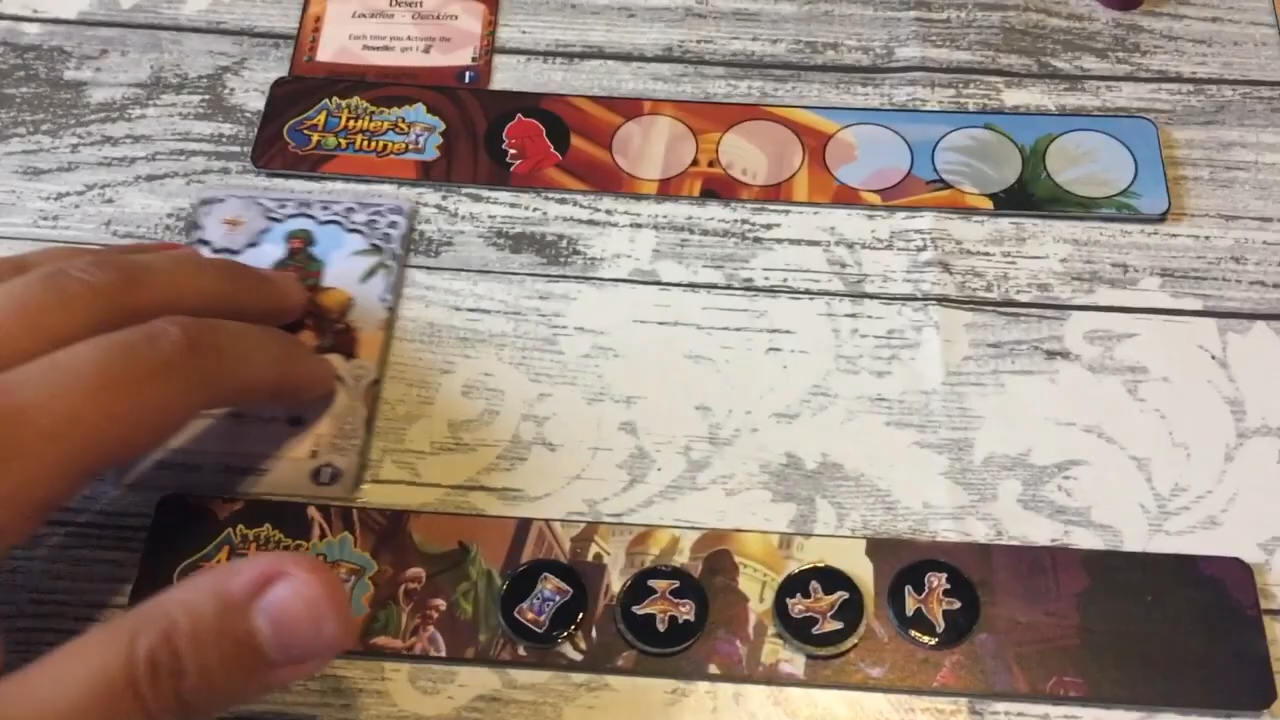 Desert
Location - Outskirts
Each time you Activate the
Traveller, get 1
A Tyler's
Fortune